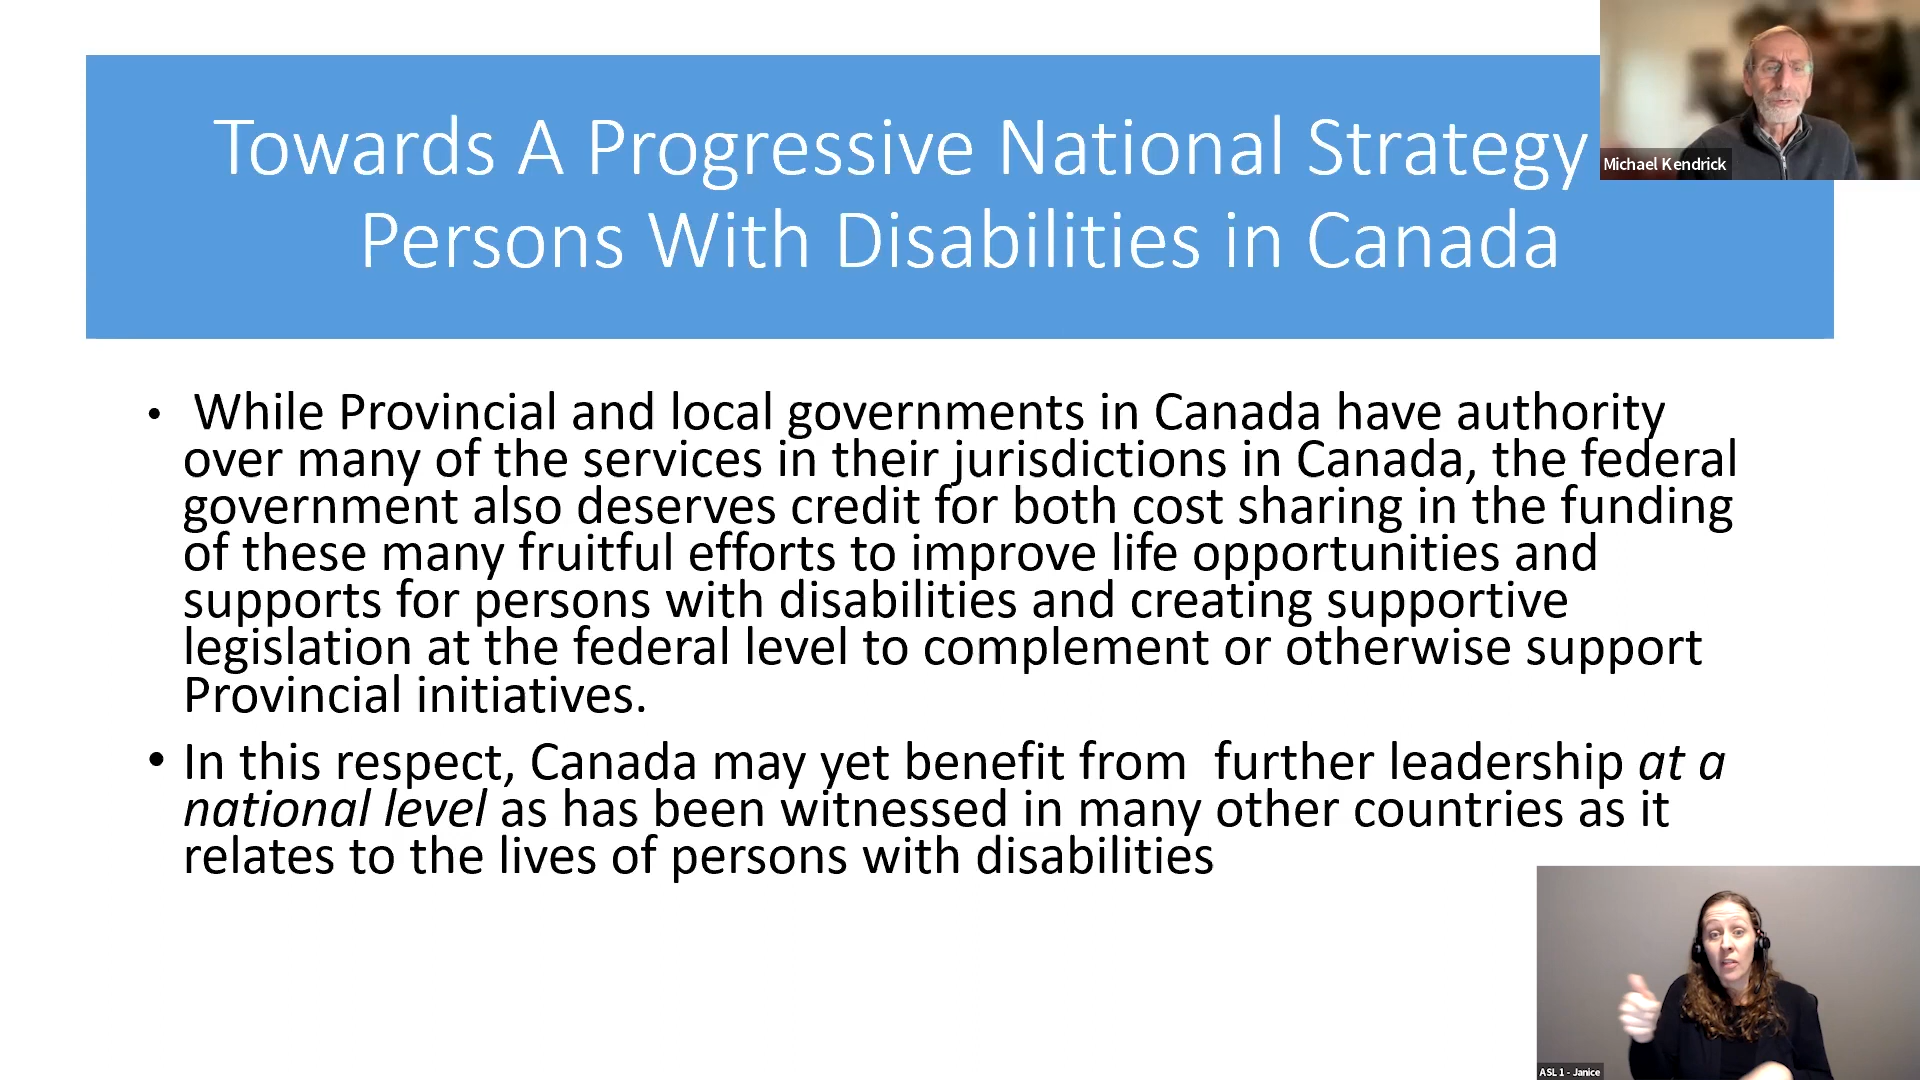 Towards A Progressive National Strategy
Persons With Disabilities in Canada
Michael Kendrick
• While Provincial and local governments in Canada have authority
over many of the services in their jurisdictions in Canada, the federal
government also deserves credit for both cost sharing in the funding
of these many fruitful efforts to improve life opportunities and
supports for persons with disabilities and creating supportive
legislation at the federal level to complement or otherwise support
Provincial initiatives.
• In this respect, Canada may yet benefit from  further leadership at a
national level as has been witnessed in many other countries as it
relates to the lives of persons with disabilities
ASL 1 - Janice